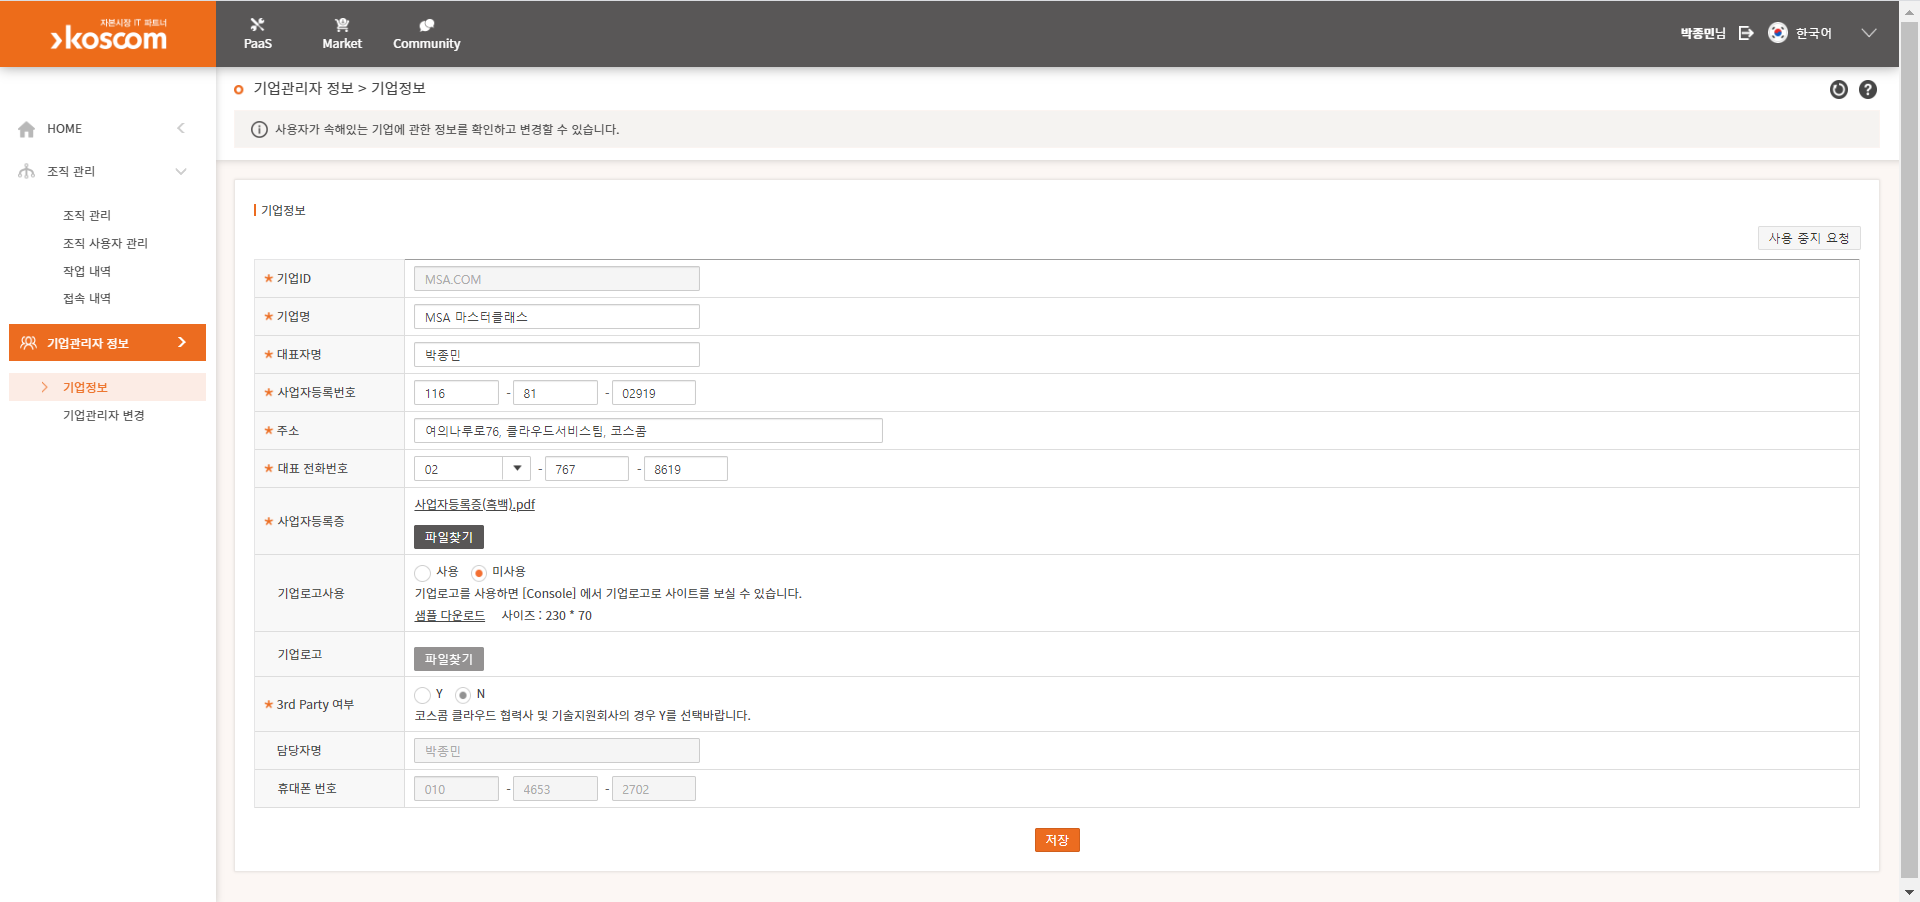 자본시장 IT 파트너
koscom
PaaS
Market
Community
박종민님
한국어
HOME
조직 관리
조직 관리
조직 사용자 관리
작업 내역
접속 내역
기업관리자 정보
기업정보
기업관리자 변경
기업관리자 정보 > 기업정보
사용자가 속해있는 기업에 관한 정보를 확인하고 변경할 수 있습니다.
기업정보
사용 중지 요청
★ 기업ID MSA.COM
★ 기업명 MSA 마스터클래스
★ 대표자명 박종민
★ 사업자등록번호 116 - 81 - 02919
★ 주소 여의나루로76, 클라우드서비스팀, 코스콤
★ 대표 전화번호 02 - 767 - 8619
★ 사업자등록증 사업자등록증(흑백).pdf
파일찾기
기업로고사용 사용 미사용
기업로고를 사용하면 [Console] 에서 기업로고로 사이트를 보실 수 있습니다.
샘플 다운로드 사이즈 : 230 * 70
기업로고 파일찾기
★ 3rd Party 여부 Y N
코스콤 클라우드 협력사 및 기술지원회사의 경우 Y를 선택바랍니다.
담당자명 박종민
휴대폰 번호 010 - 4653 - 2702
저장